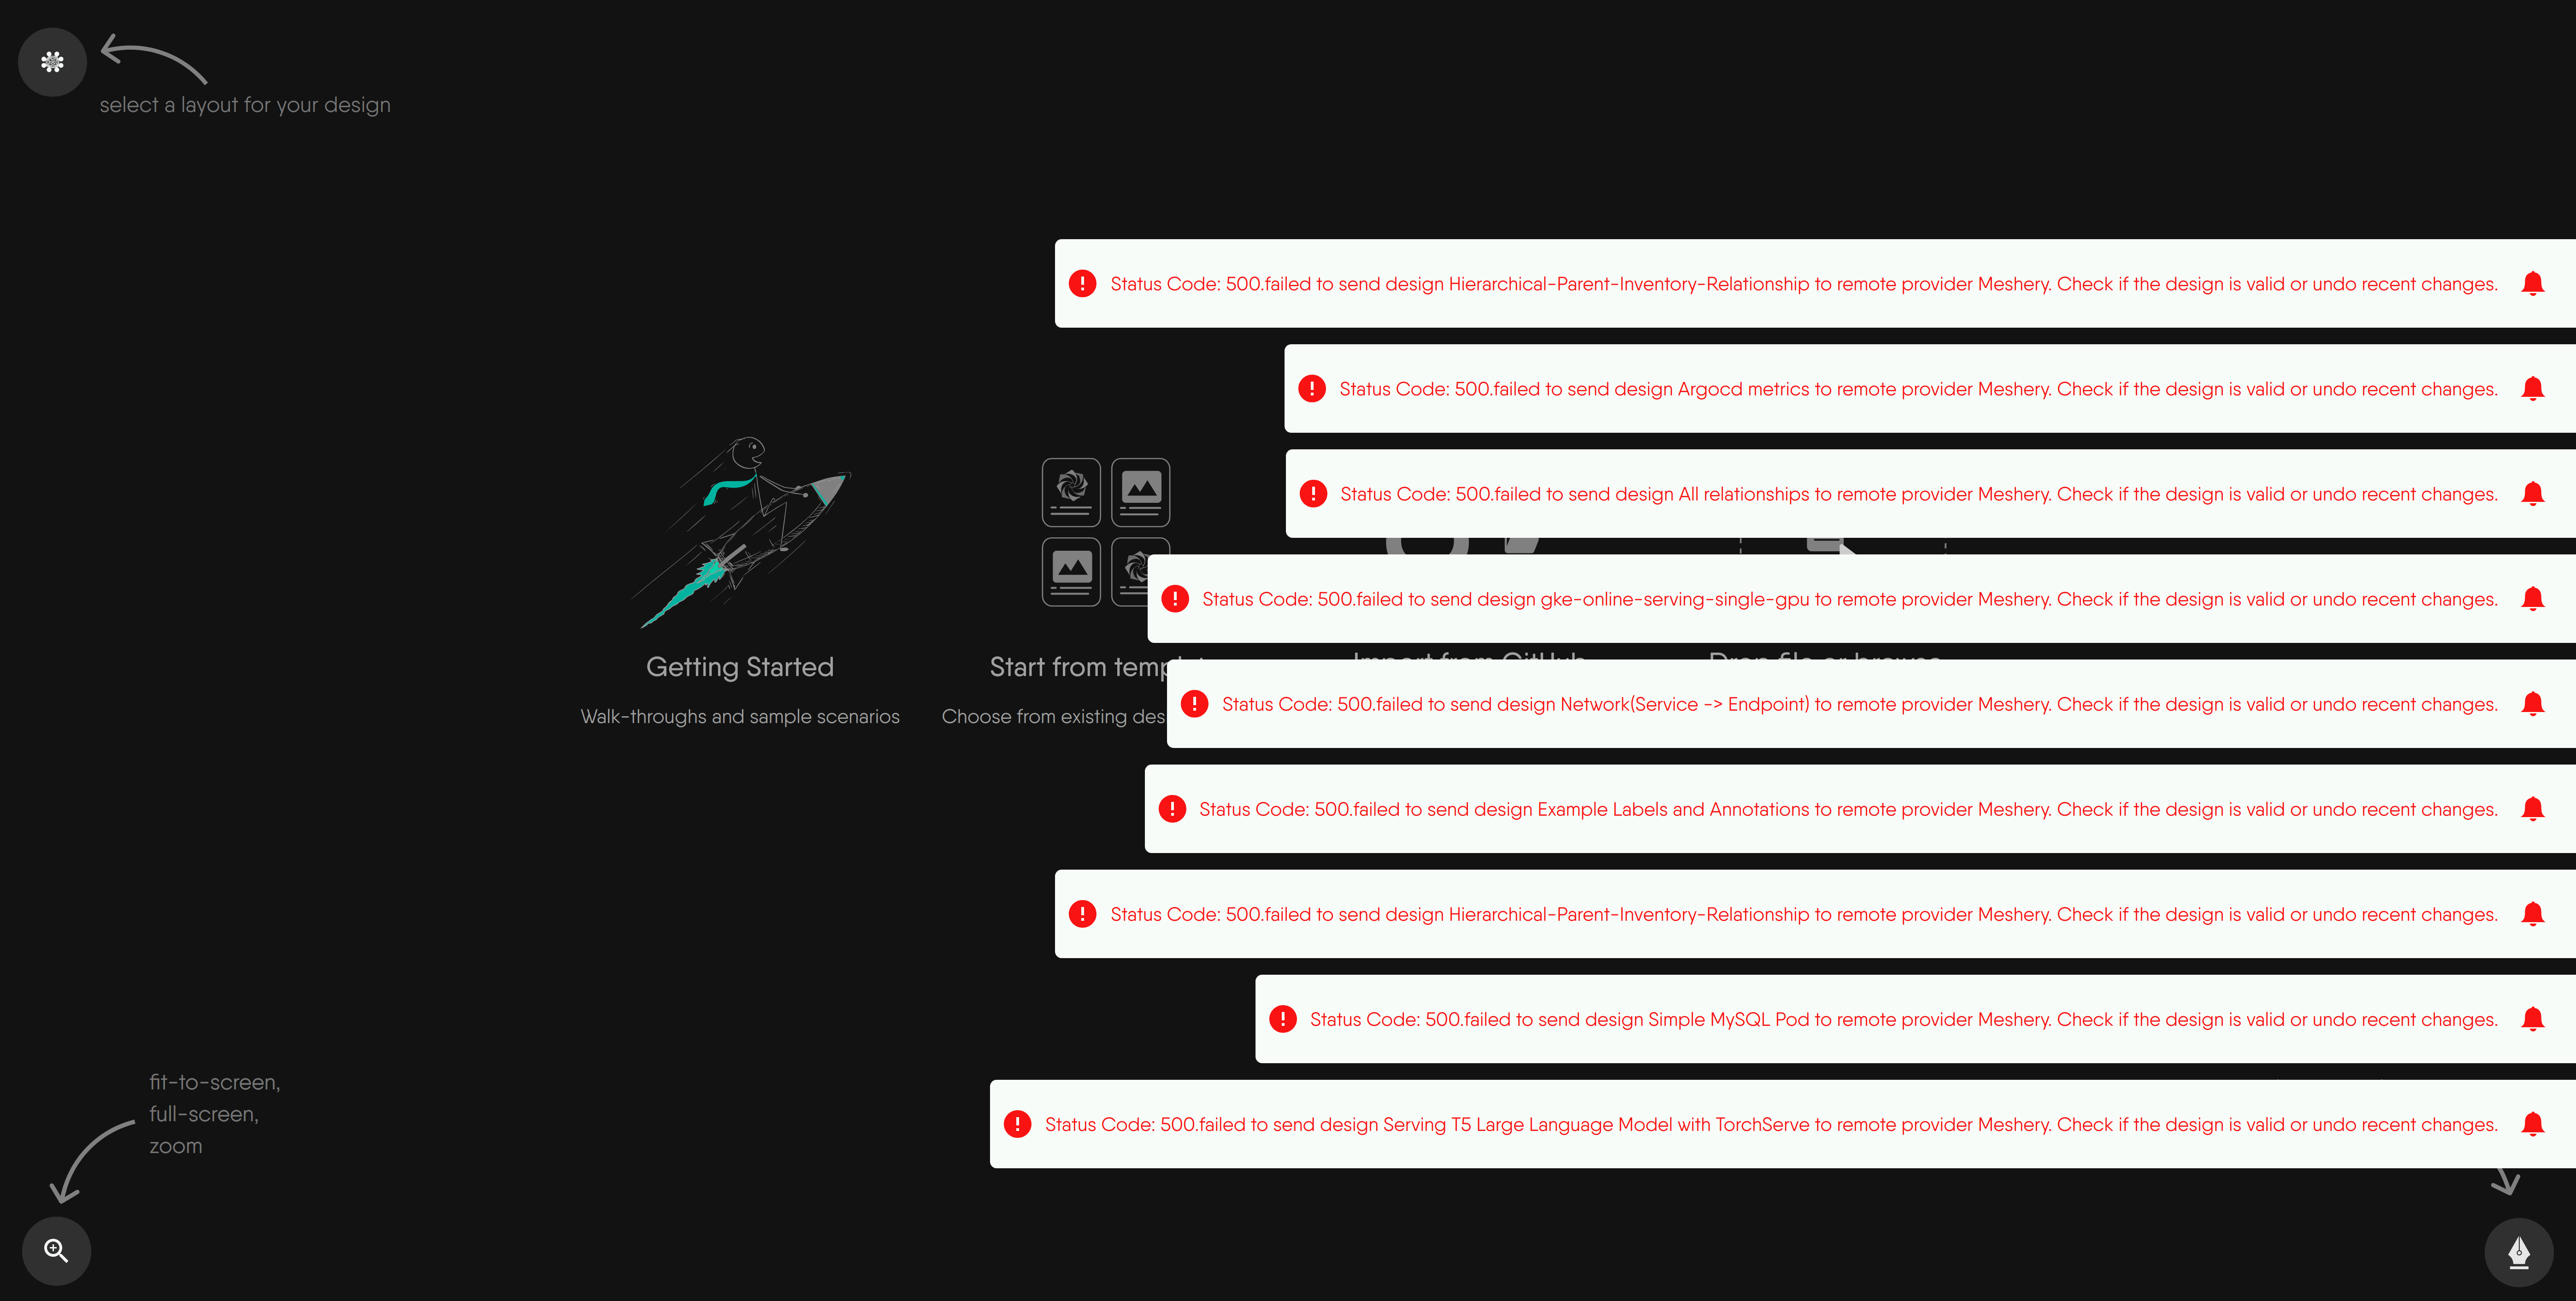 select a layout for your design
Status Code: 500.failed to send design Hierarchical-Parent-Inventory-Relationship to remote provider Meshery. Check if the design is valid or undo recent changes.
Status Code: 500.failed to send design Argocd metrics to remote provider Meshery. Check if the design is valid or undo recent changes.
Status Code: 500.failed to send design All relationships to remote provider Meshery. Check if the design is valid or undo recent changes.
Status Code: 500.failed to send design gke-online-serving-single-gpu to remote provider Meshery. Check if the design is valid or undo recent changes.
Getting Started
Start from
Walk-throughs and sample scenarios
Choose from existing
Status Code: 500.failed to send design Network(Service -> Endpoint) to remote provider Meshery. Check if the design is valid or undo recent changes.
Status Code: 500.failed to send design Example Labels and Annotations to remote provider Meshery. Check if the design is valid or undo recent changes.
Status Code: 500.failed to send design Hierarchical-Parent-Inventory-Relationship to remote provider Meshery. Check if the design is valid or undo recent changes.
Status Code: 500.failed to send design Simple MySQL Pod to remote provider Meshery. Check if the design is valid or undo recent changes.
Status Code: 500.failed to send design Serving T5 Large Language Model with TorchServe to remote provider Meshery. Check if the design is valid or undo recent changes.
fit-to-screen,
full-screen,
zoom